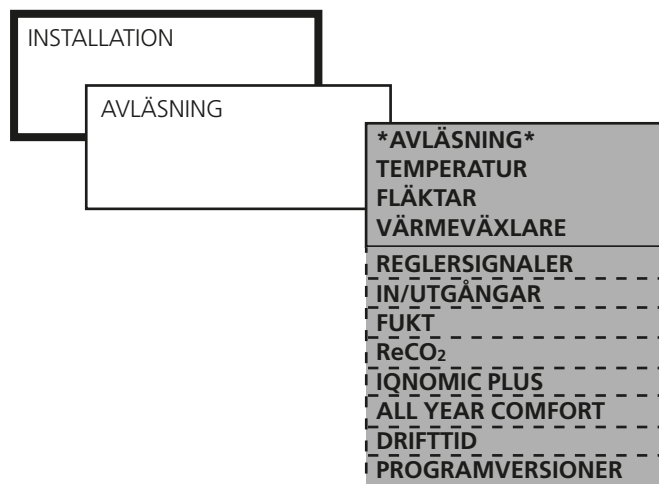 INSTALLATION
AVLÄSNING
*AVLÄSNING*
TEMPERATUR
FLÄKTAR
VÄRMEVÄXLARE
REGLERSIGNALER
IN/UTGÅNGAR
FUKT
ReCO₂
IQNOMIC PLUS
ALL YEAR COMFORT
DRIFTTID
PROGRAMVERSIONER